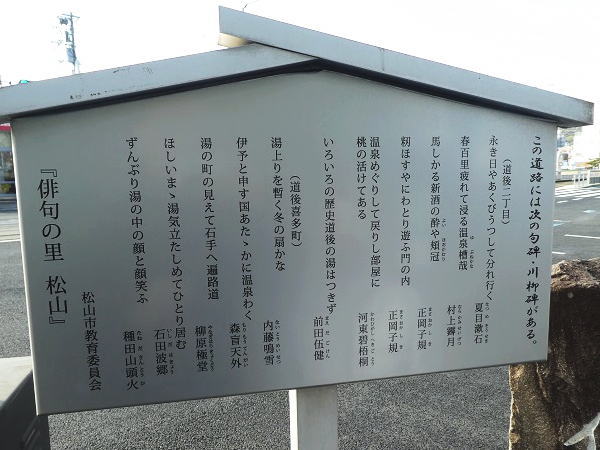 この道路には次の句碑・川柳碑がある。
(道後二丁目)
永き日やあくびうつして分れ行く 夏目漱石
春百里疲れて浸る温泉槽哉 村上霽月
馬しかる新酒の酔や頬冠 正岡子規
籾ほすやにわとり遊ぶ門の内 正岡子規
温泉めぐりして戻りし部屋に
桃の活けてある 河東碧梧桐
いろいろの歴史道後の湯はつきず 前田伍健
(道後喜多町)
湯上りを暫く冬の扇かな 内藤鳴雪
伊予と申す国あたゝかに温泉わく 森盲天外
湯の町の見えて石手へ遍路道 柳原極堂
ほしいまゝ湯気立たしめてひとり居む 石田波郷
ずんぶり湯の中の顔と顔笑ふ 種田山頭火
松山市教育委員会
『俳句の里 松山』